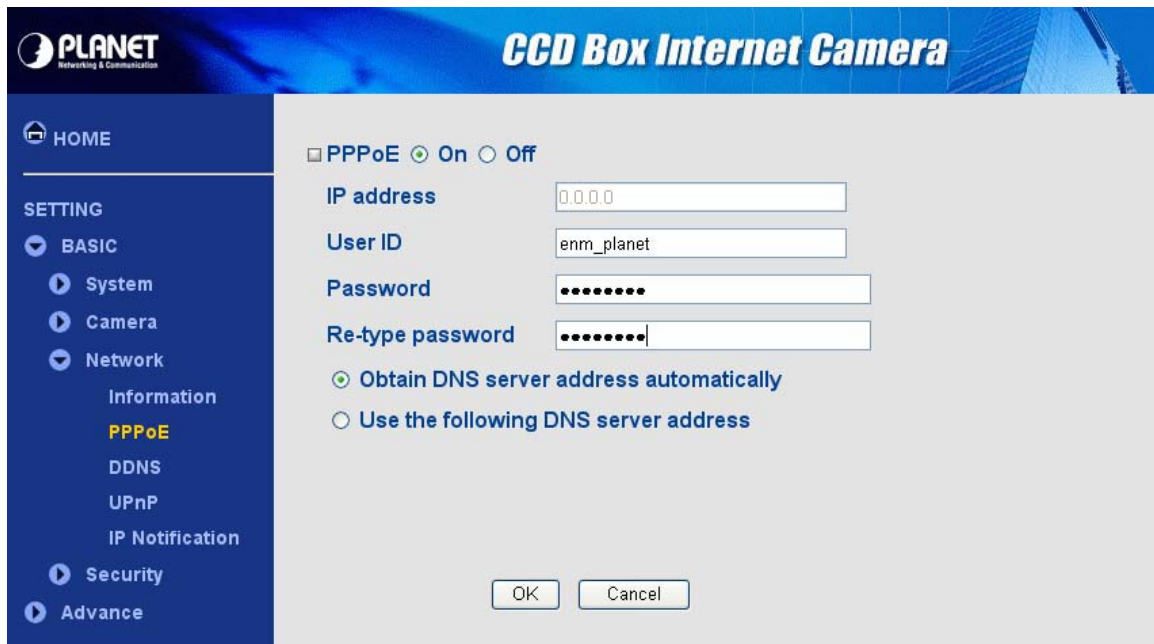 PLANET
Networking & Communication
CCD Box Internet Camera
HOME
SETTING
BASIC
System
Camera
Network
Information
PPPoE
DDNS
UPnP
IP Notification
Security
Advance
PPPoE On Off
IP address 0.0.0.0
User ID enm_planet
Password ●●●●●●●●
Re-type password ●●●●●●●●
Obtain DNS server address automatically
Use the following DNS server address
OK Cancel